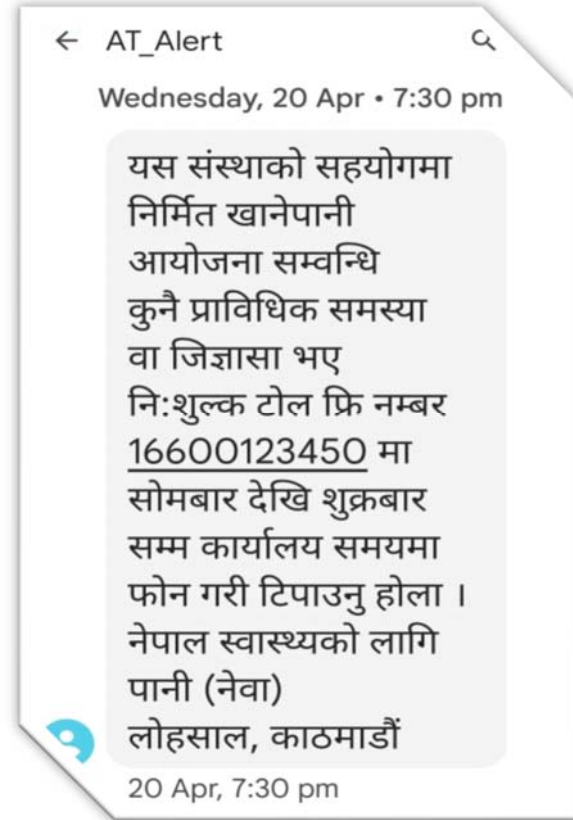 AT_Alert
Wednesday, 20 Apr • 7:30 pm
यस संस्थाको सहयोगमा
निर्मित खानेपानी
आयोजना सम्वन्धि
कुनै प्राविधिक समस्या
वा जिज्ञासा भए
नि:शुल्क टोल फ्रि नम्बर
16600123450 मा
सोमबार देखि शुक्रबार
सम्म कार्यालय समयमा
फोन गरी टिपाउनु होला ।
नेपाल स्वास्थ्यको लागि
पानी (नेवा)
लोहसाल, काठमाडौं
20 Apr, 7:30 pm